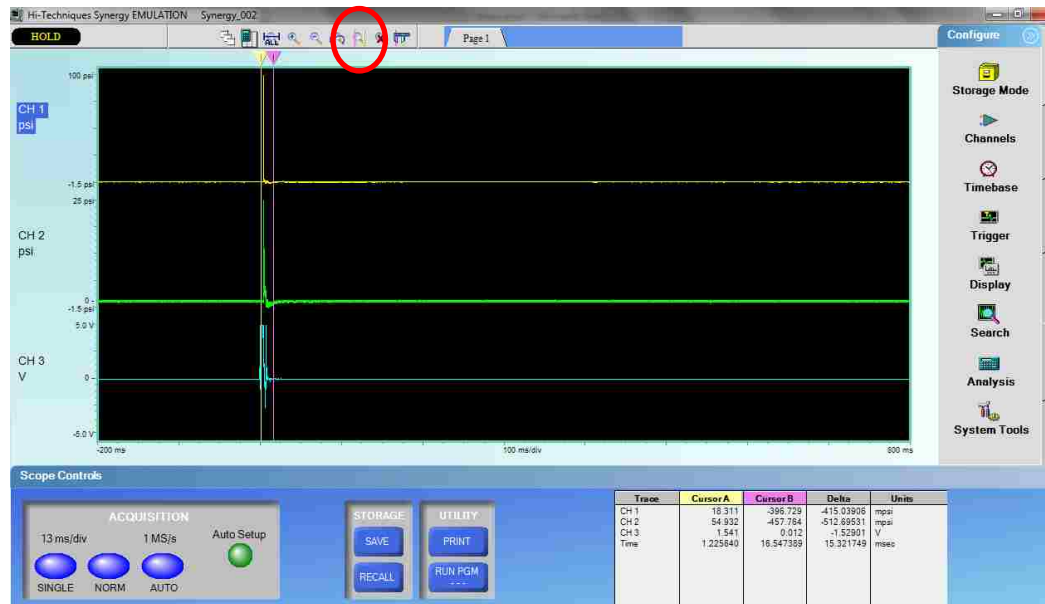 Hi-Techniques Synergy EMULATION Synergy_002
HOLD
ALL
Page 1
Configure
100 psi
CH 1
psi
-1.5 psi
25 psi
CH 2
psi
0
-1.5 psi
5.0 V
CH 3
V
0
-5.0 V
-200 ms
100 ms/div
800 ms
Storage Mode
Channels
Timebase
Trigger
Display
Search
Analysis
System Tools
Scope Controls
ACQUISITION
13 ms/div 1 MS/s Auto Setup
SINGLE NORM AUTO
STORAGE
SAVE
RECALL
UTILITY
PRINT
RUN PGM
---
Trace Cursor A Cursor B Delta Units
CH 1 18.311 -396.729 -415.03906 mpsi
CH 2 54.932 -457.764 -512.69531 mpsi
CH 3 1.541 0.012 -1.52901 V
Time 1.225640 16.547389 15.321749 msec